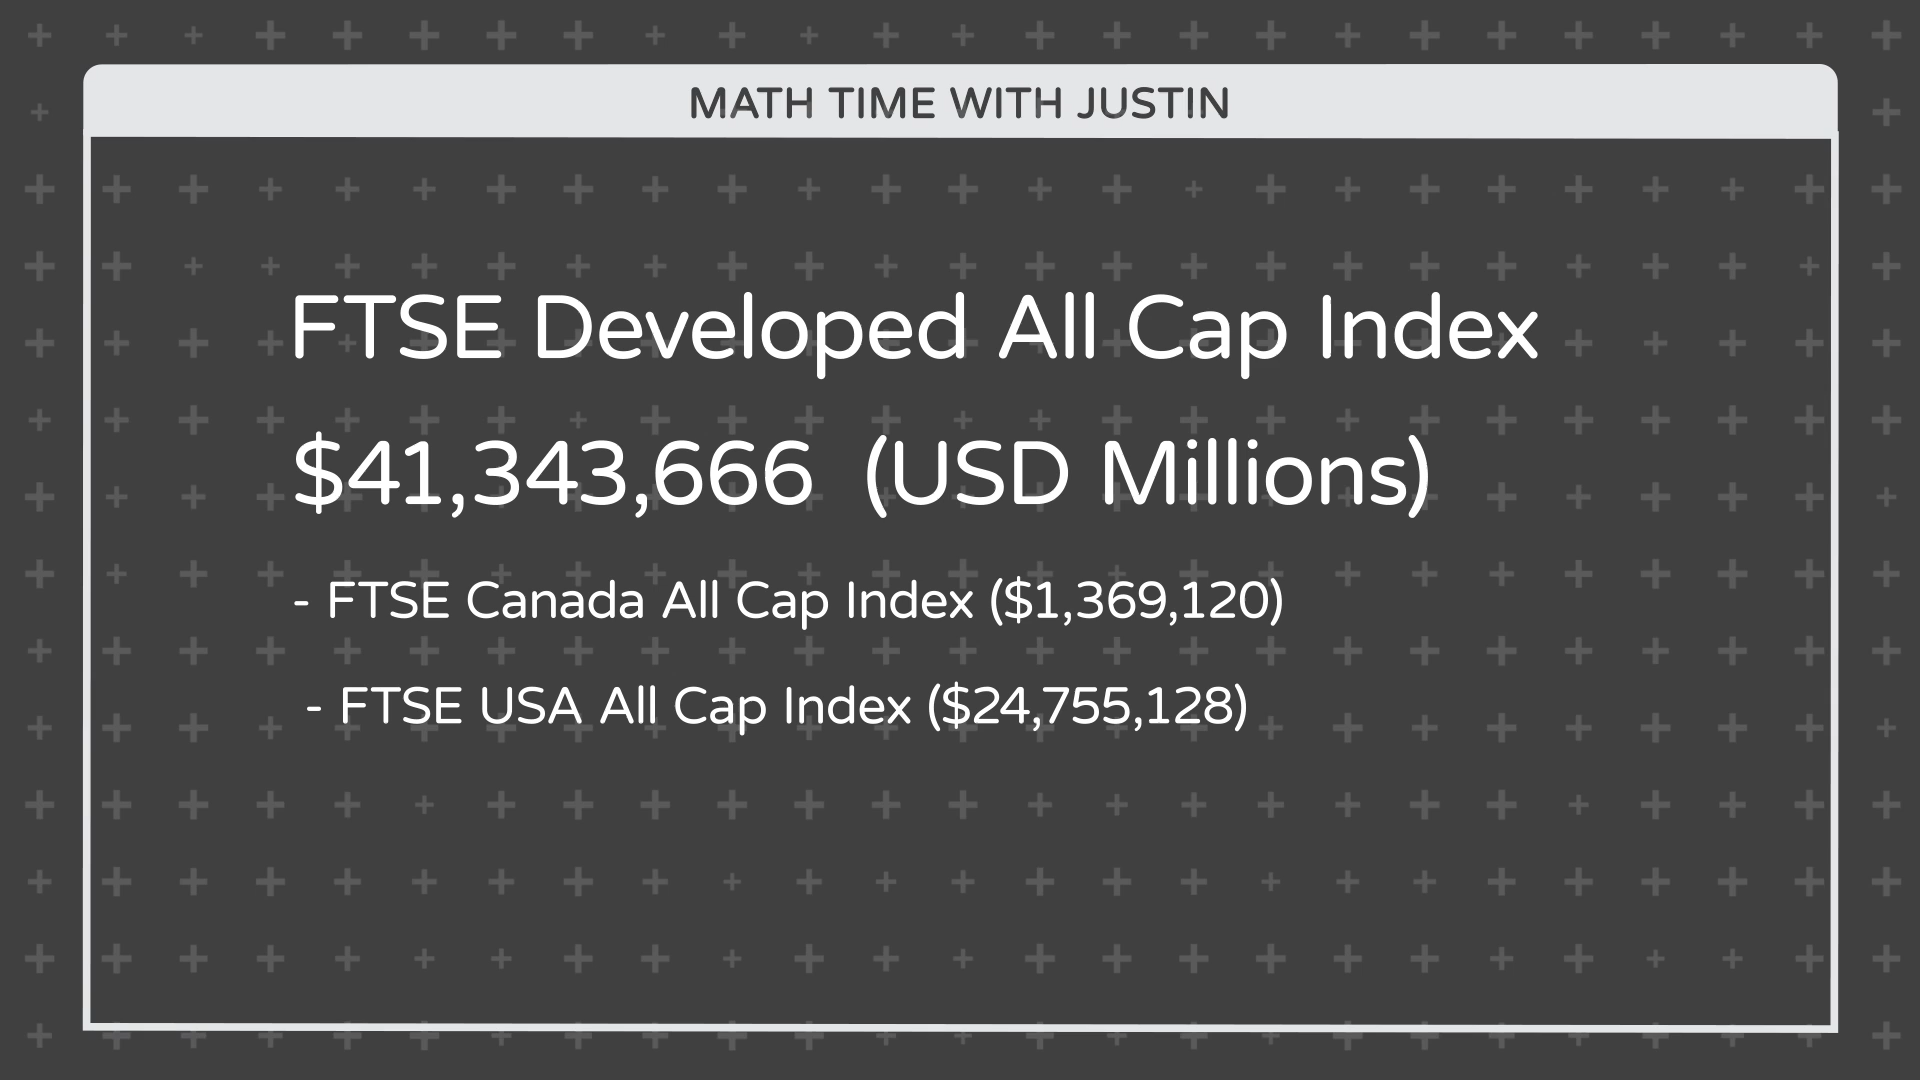 MATH TIME WITH JUSTIN
FTSE Developed All Cap Index
$41,343,666 (USD Millions)
- FTSE Canada All Cap Index ($1,369,120)
- FTSE USA All Cap Index ($24,755,128)